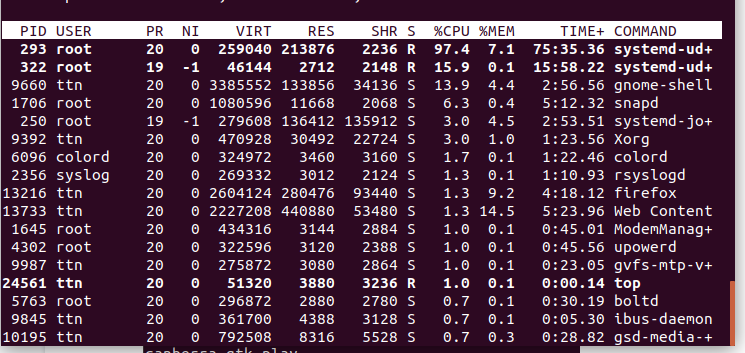 PID USER PR NI VIRT RES SHR S %CPU %MEM TIME+ COMMAND
293 root 20 0 259040 213876 2236 R 97.4 7.1 75:35.36 systemd-ud+
322 root 19 -1 46144 2712 2148 R 15.9 0.1 15:58.22 systemd-ud+
9660 ttn 20 0 3385552 133856 34136 S 13.9 4.4 2:56.56 gnome-shell
1706 root 20 0 1080596 11668 2068 S 6.3 0.4 5:12.32 snapd
250 root 19 -1 279608 136412 135912 S 3.0 4.5 2:53.51 systemd-jo+
9392 ttn 20 0 470928 30492 22724 S 3.0 1.0 1:23.56 Xorg
6096 colord 20 0 324972 3460 3160 S 1.7 0.1 1:22.46 colord
2356 syslog 20 0 269332 3012 2124 S 1.3 0.1 1:10.93 rsyslogd
13216 ttn 20 0 2604124 280476 93440 S 1.3 9.2 4:18.12 firefox
13733 ttn 20 0 2227208 440880 53480 S 1.3 14.5 5:23.96 Web Content
1645 root 20 0 434316 3144 2884 S 1.0 0.1 0:45.01 ModemManag+
4302 root 20 0 322596 3120 2388 S 1.0 0.1 0:45.56 upowerd
9987 ttn 20 0 275872 3080 2864 S 1.0 0.1 0:23.05 gvfs-mtp-v+
24561 ttn 20 0 51320 3880 3236 R 1.0 0.1 0:00.14 top
5763 root 20 0 296872 2880 2780 S 0.7 0.1 0:30.19 boltd
9845 ttn 20 0 361700 4388 3128 S 0.7 0.1 0:05.30 ibus-daemon
10195 ttn 20 0 792508 8316 5528 S 0.7 0.3 0:28.82 gsd-media-+